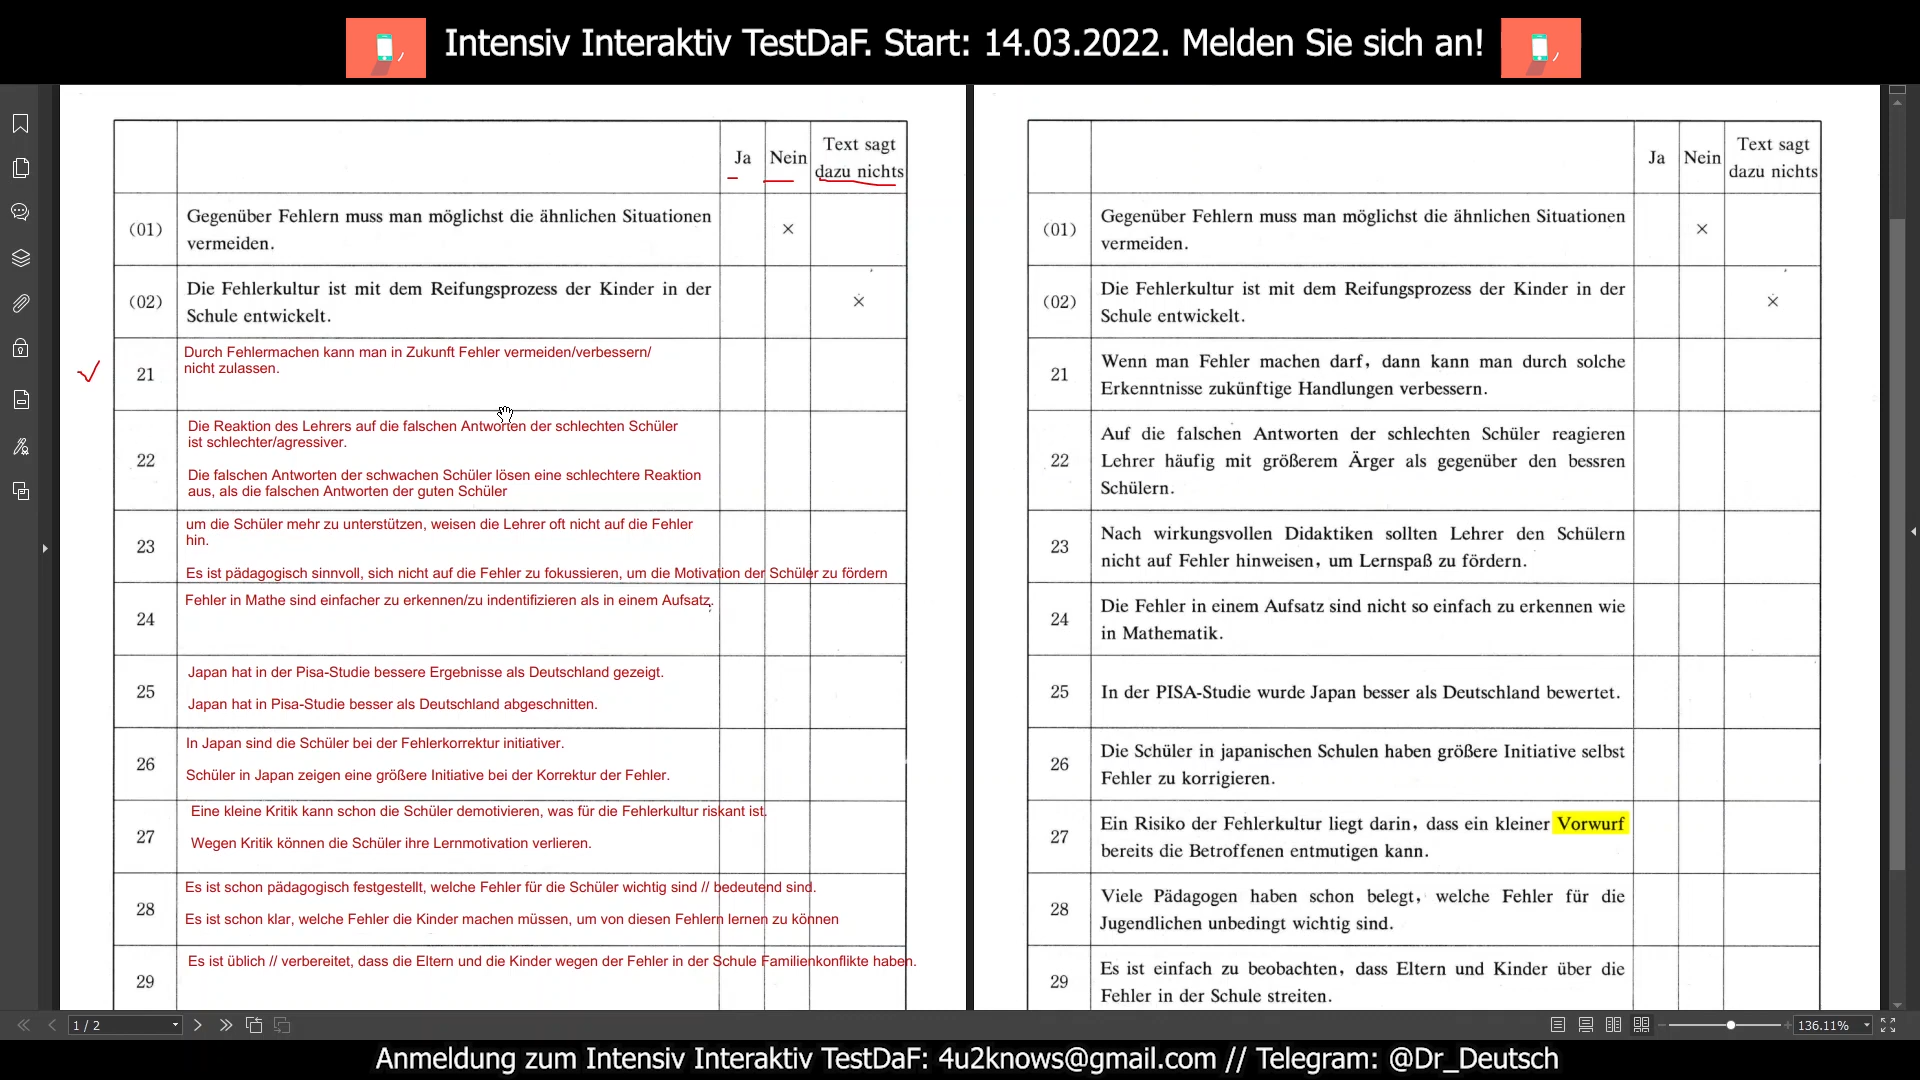 Intensiv Interaktiv TestDaF. Start: 14.03.2022. Melden Sie sich an!
Ja
Nein
Text sagt
dazu nichts
(01)
Gegenüber Fehlern muss man möglichst die ähnlichen Situationen
vermeiden.
×
(02)
Die Fehlerkultur ist mit dem Reifungsprozess der Kinder in der
Schule entwickelt.
×
21
Durch Fehlermachen kann man in Zukunft Fehler vermeiden/verbessern/
nicht zulassen.
22
Die Reaktion des Lehrers auf die falschen Antworten der schlechten Schüler
ist schlechter/agressiver.
Die falschen Antworten der schwachen Schüler lösen eine schlechtere Reaktion
aus, als die falschen Antworten der guten Schüler
23
um die Schüler mehr zu unterstützen, weisen die Lehrer oft nicht auf die Fehler
hin.
Es ist pädagogisch sinnvoll, sich nicht auf die Fehler zu fokussieren, um die Motivation der Schüler zu fördern
24
Fehler in Mathe sind einfacher zu erkennen/zu indentifizieren als in einem Aufsatz.
25
Japan hat in der Pisa-Studie bessere Ergebnisse als Deutschland gezeigt.
Japan hat in Pisa-Studie besser als Deutschland abgeschnitten.
26
In Japan sind die Schüler bei der Fehlerkorrektur initiativer.
Schüler in Japan zeigen eine größere Initiative bei der Korrektur der Fehler.
27
Eine kleine Kritik kann schon die Schüler demotivieren, was für die Fehlerkultur riskant ist.
Wegen Kritik können die Schüler ihre Lernmotivation verlieren.
28
Es ist schon pädagogisch festgestellt, welche Fehler für die Schüler wichtig sind // bedeutend sind.
Es ist schon klar, welche Fehler die Kinder machen müssen, um von diesen Fehlern lernen zu können
29
Es ist üblich // verbereitet, dass die Eltern und die Kinder wegen der Fehler in der Schule Familienkonflikte haben.
Ja
Nein
Text sagt
dazu nichts
(01)
Gegenüber Fehlern muss man möglichst die ähnlichen Situationen
vermeiden.
×
(02)
Die Fehlerkultur ist mit dem Reifungsprozess der Kinder in der
Schule entwickelt.
×
21
Wenn man Fehler machen darf, dann kann man durch solche
Erkenntnisse zukünftige Handlungen verbessern.
22
Auf die falschen Antworten der schlechten Schüler reagieren
Lehrer häufig mit größerem Ärger als gegenüber den bessren
Schülern.
23
Nach wirkungsvollen Didaktiken sollten Lehrer den Schülern
nicht auf Fehler hinweisen, um Lernspaß zu fördern.
24
Die Fehler in einem Aufsatz sind nicht so einfach zu erkennen wie
in Mathematik.
25
In der PISA-Studie wurde Japan besser als Deutschland bewertet.
26
Die Schüler in japanischen Schulen haben größere Initiative selbst
Fehler zu korrigieren.
27
Ein Risiko der Fehlerkultur liegt darin, dass ein kleiner Vorwurf
bereits die Betroffenen entmutigen kann.
28
Viele Pädagogen haben schon belegt, welche Fehler für die
Jugendlichen unbedingt wichtig sind.
29
Es ist einfach zu beobachten, dass Eltern und Kinder über die
Fehler in der Schule streiten.
1 / 2
136.11%
Anmeldung zum Intensiv Interaktiv TestDaF: 4u2knows@gmail.com // Telegram: @Dr_Deutsch